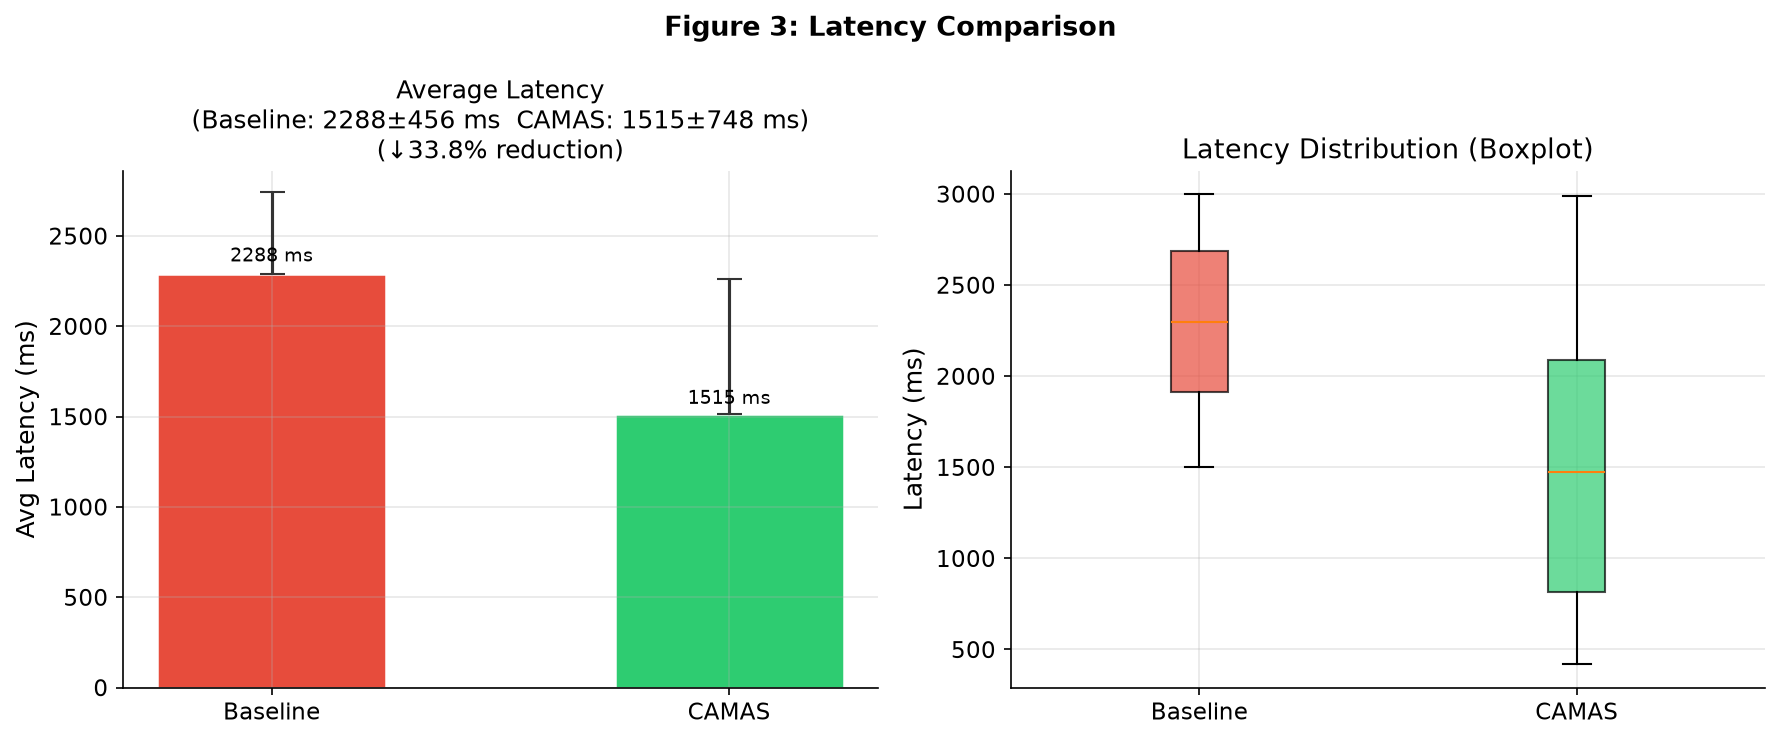 Figure 3: Latency Comparison
Average Latency
(Baseline: 2288±456 ms  CAMAS: 1515±748 ms)
(↓33.8% reduction)
Avg Latency (ms)
2500
2000
1500
1000
500
0
2288 ms
1515 ms
Baseline
CAMAS
Latency Distribution (Boxplot)
Latency (ms)
3000
2500
2000
1500
1000
500
Baseline
CAMAS